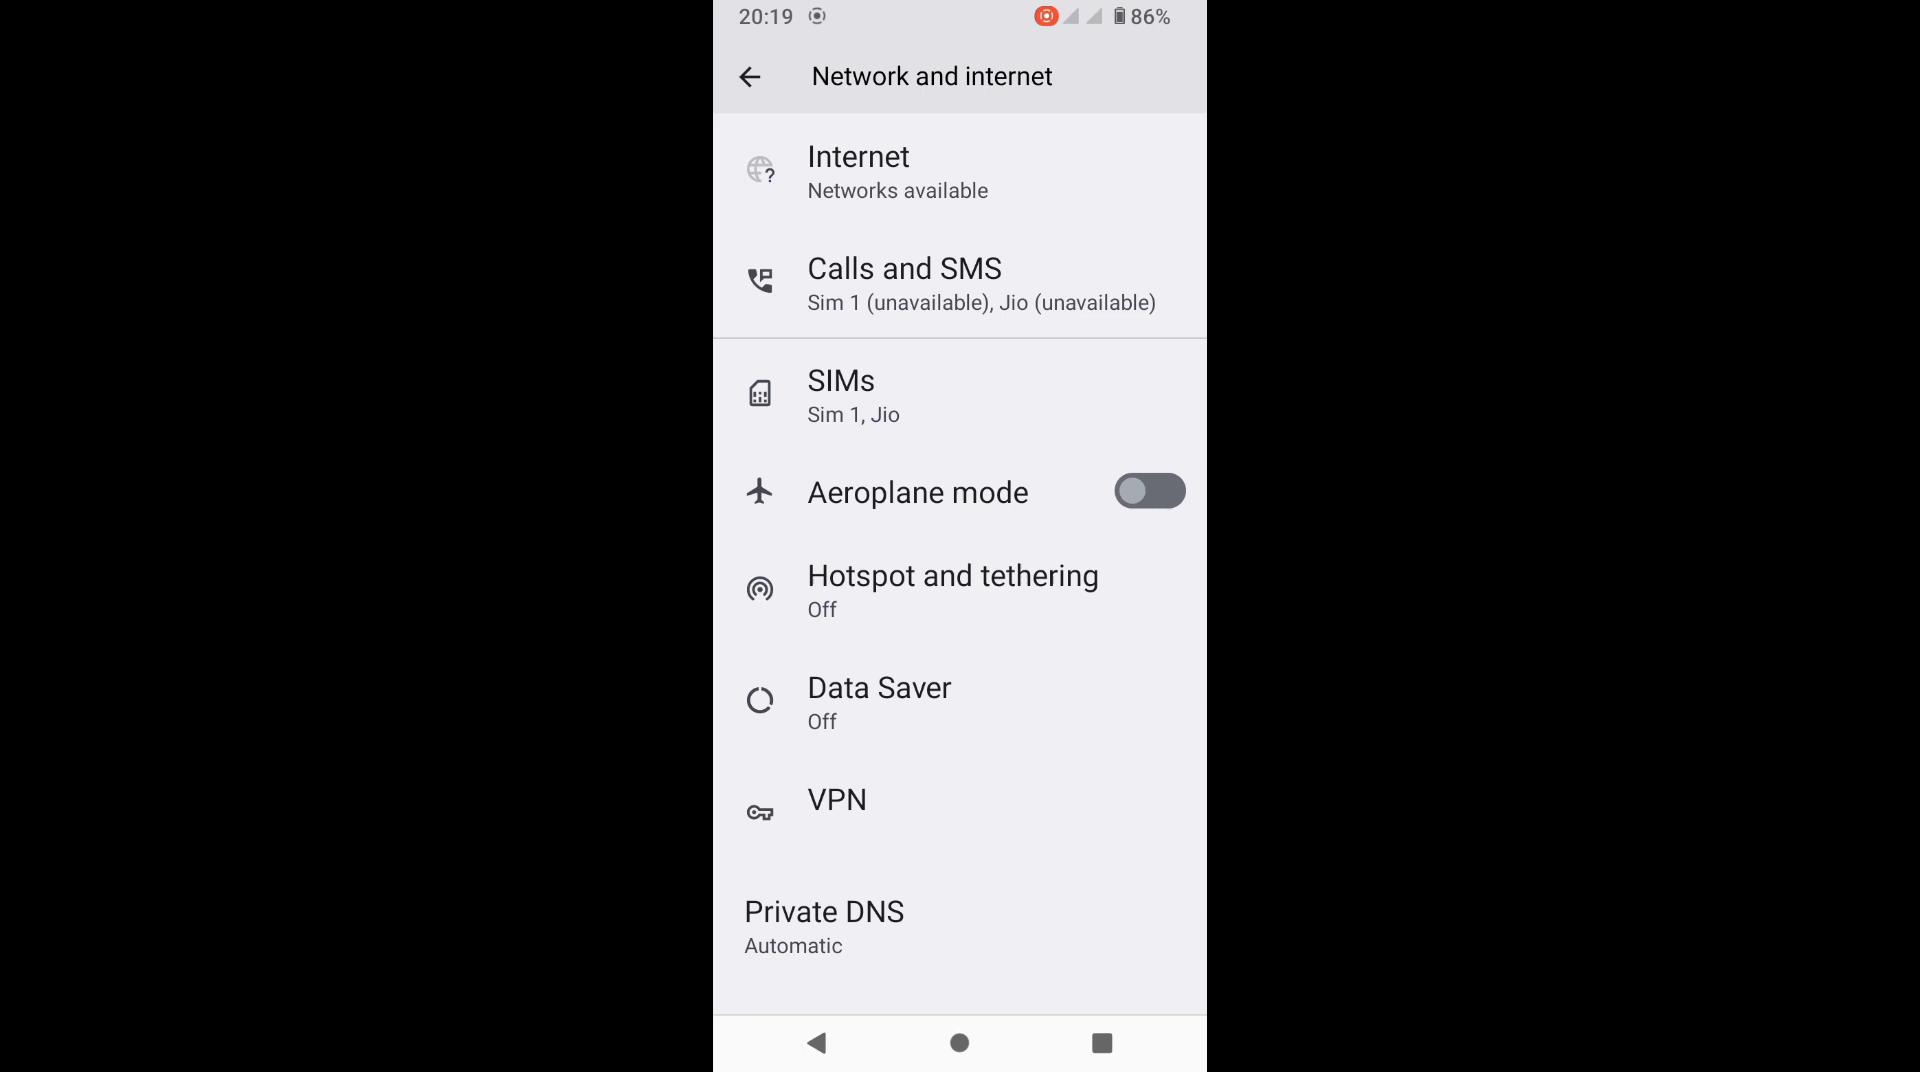 20:19
86%
Network and internet
Internet
Networks available
Calls and SMS
Sim 1 (unavailable), Jio (unavailable)
SIMs
Sim 1, Jio
Aeroplane mode
Hotspot and tethering
Off
Data Saver
Off
VPN
Private DNS
Automatic